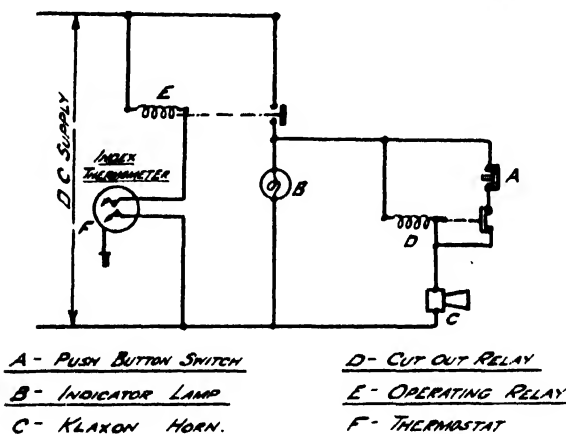 E
D C SUPPLY
INDEX
THERMOMETER
F
B
A
D
C
A - PUSH BUTTON SWITCH
B - INDICATOR LAMP
C - KLAXON HORN.
D - CUT OUT RELAY
E - OPERATING RELAY
F - THERMOSTAT